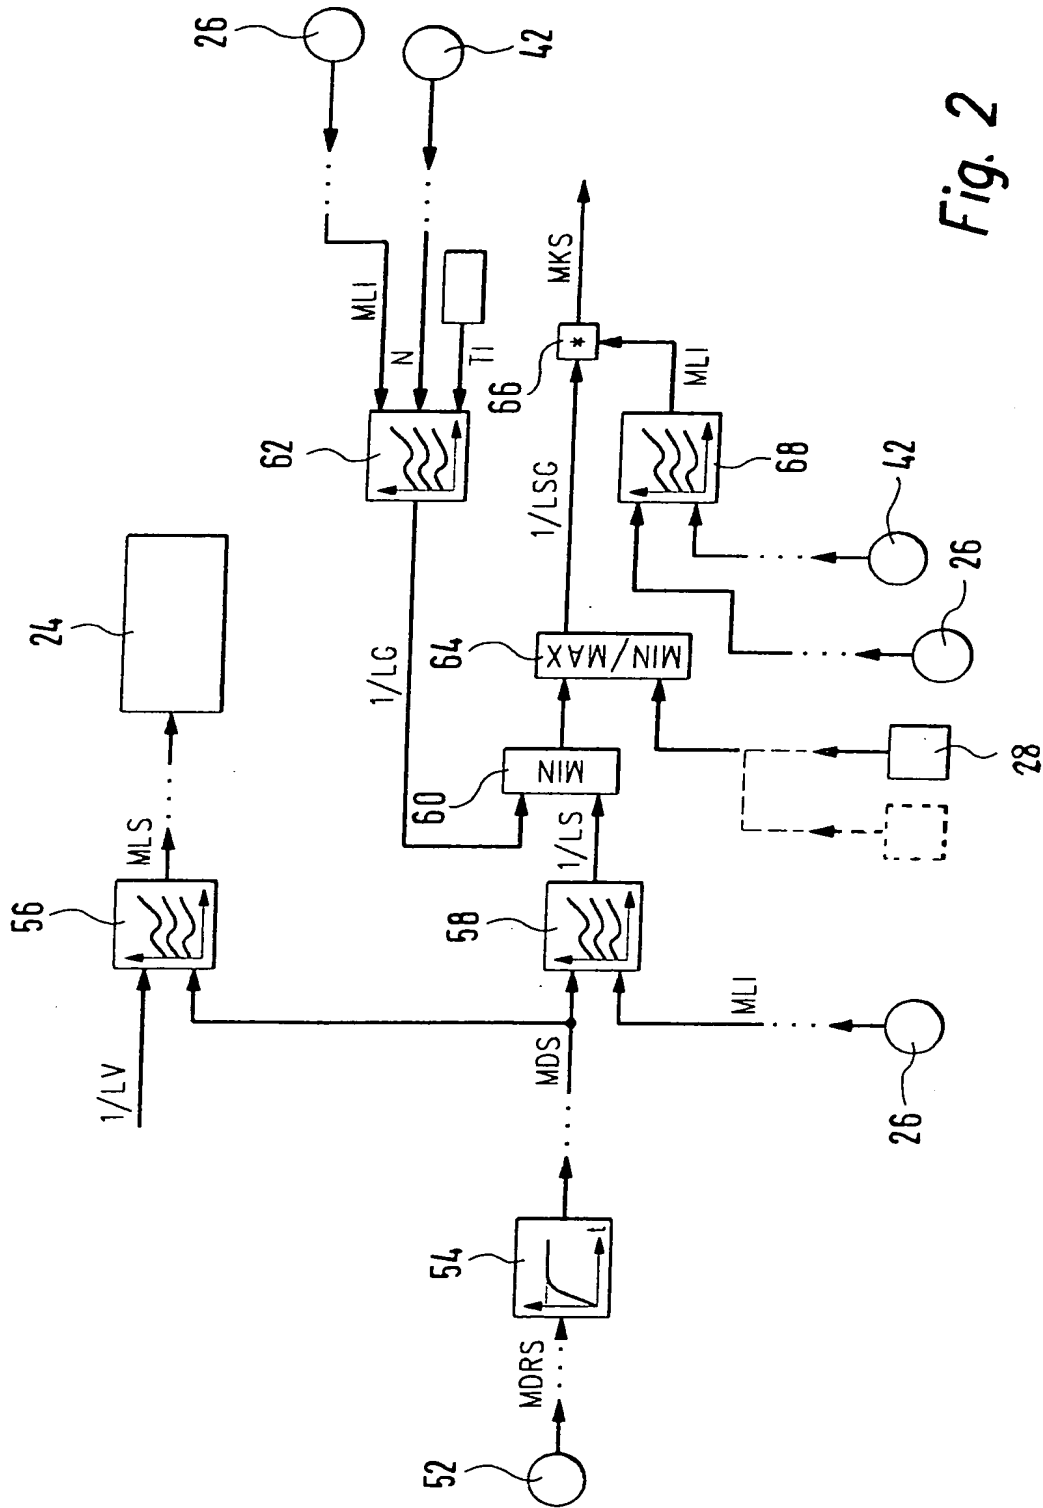 26
42
MLI
N
TI
62
24
56
MLS
1/LV
1/LG
MKS
66
*
MLI
68
1/LSG
64
MIN/MAX
60
MIN
1/LS
58
42
26
28
MLI
26
MDS
54
t
MDRS
52
Fig. 2